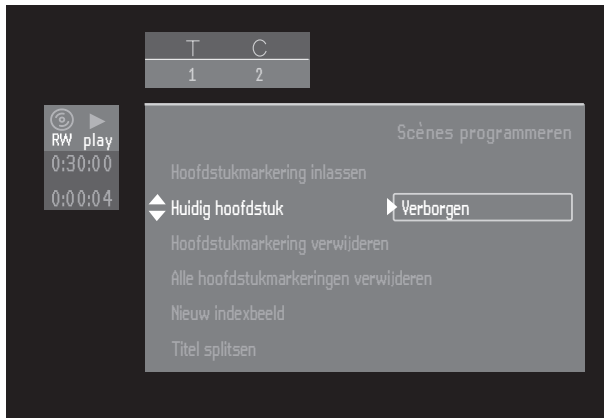 T C
1 2
RW play
0:30:00
0:00:04
Scènes programmeren
Hoofdstukmarkering inlassen
Huidig hoofdstuk Verborgen
Hoofdstukmarkering verwijderen
Alle hoofdstukmarkeringen verwijderen
Nieuw indexbeeld
Titel splitsen